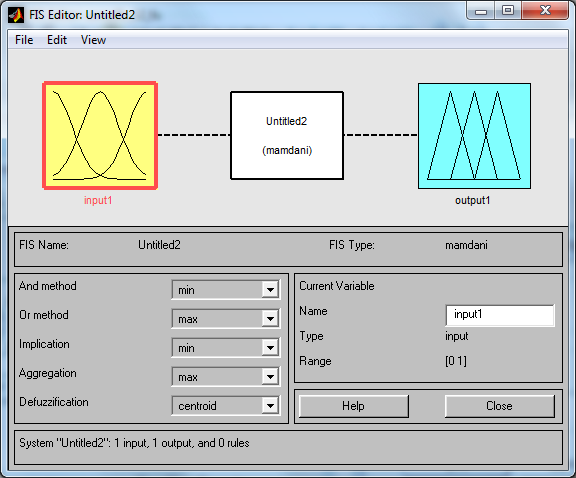 FIS Editor: Untitled2
File Edit View
Untitled2
(mamdani)
input1
output1
FIS Name: Untitled2 FIS Type: mamdani
And method min
Or method max
Implication min
Aggregation max
Defuzzification centroid
Current Variable
Name input1
Type input
Range [0 1]
Help Close
System "Untitled2": 1 input, 1 output, and 0 rules